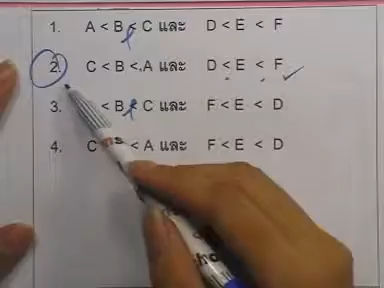 1. A < B < C และ D < E < F
2. C < B < A และ D < E < F
3. < B < C และ F < E < D
4. C < A และ F < E < D